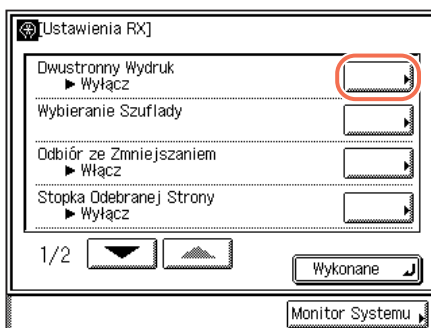 [Ustawienia RX]
Dwustronny Wydruk
► Wyłącz
Wybieranie Szuflady
Odbiór ze Zmniejszaniem
► Włącz
Stopka Odebranej Strony
► Wyłącz
1/2
Wykonane
Monitor Systemu